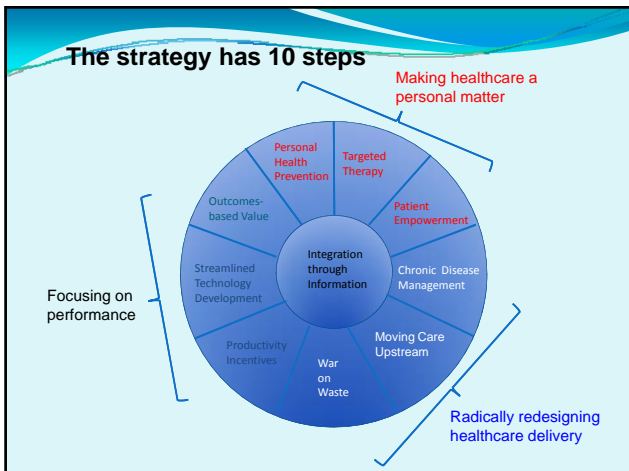 The strategy has 10 steps
Making healthcare a
personal matter
Personal
Health
Prevention
Targeted
Therapy
Patient
Empowerment
Outcomes-
based Value
Integration
through
Information
Streamlined
Technology
Development
Chronic Disease
Management
Focusing on
performance
Productivity
Incentives
War
on
Waste
Moving Care
Upstream
Radically redesigning
healthcare delivery